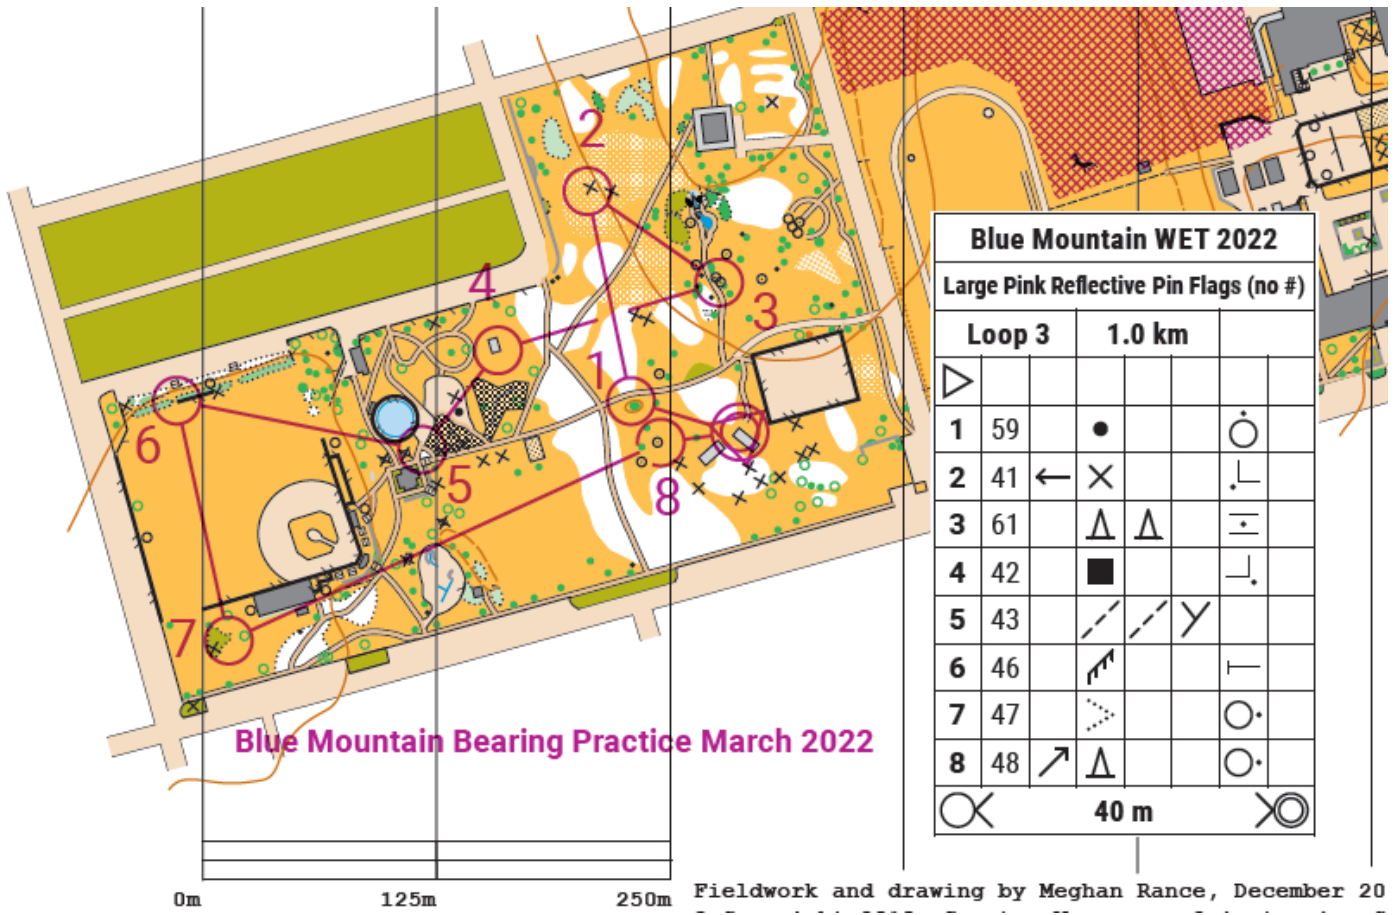 2
4
3
1
6
5
8
7
Blue Mountain WET 2022
Large Pink Reflective Pin Flags (no #)
Loop 3 1.0 km
1 59
2 41
3 61
4 42
5 43
6 46
7 47
8 48
40 m
Blue Mountain Bearing Practice March 2022
0m 125m 250m
Fieldwork and drawing by Meghan Rance, December 20